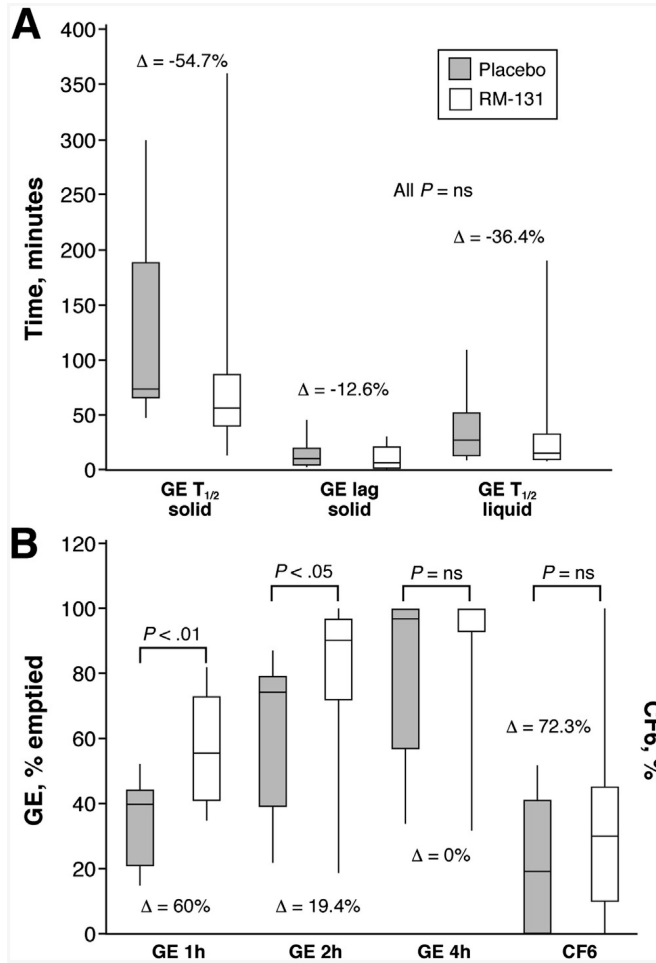 A
400
350
300
250
200
150
100
50
0
Time, minutes
Δ = -54.7%
Placebo
RM-131
All P = ns
Δ = -36.4%
Δ = -12.6%
GE T1/2
solid
GE lag
solid
GE T1/2
liquid
B
120
100
80
60
40
20
0
GE, % emptied
P < .01
P < .05
P = ns
P = ns
Δ = 72.3%
Δ = 0%
Δ = 60%
Δ = 19.4%
CF6, %
GE 1h
GE 2h
GE 4h
CF6